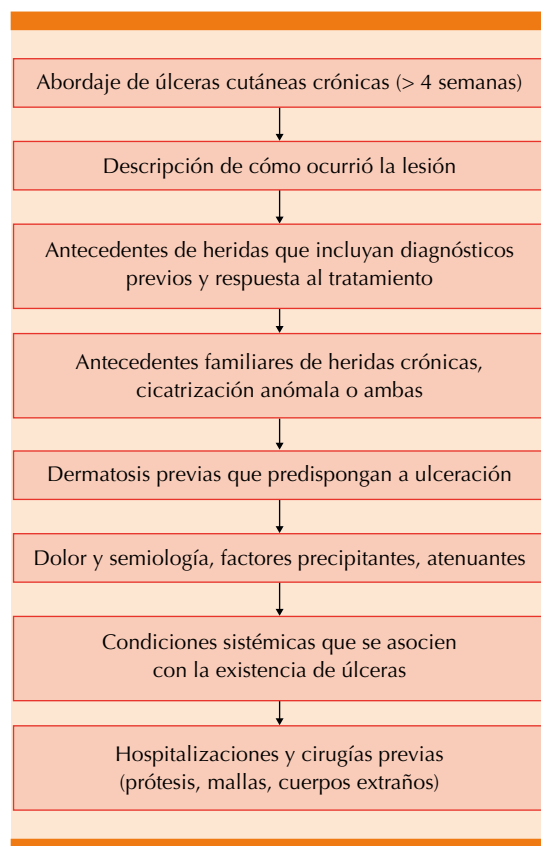 Abordaje de úlceras cutáneas crónicas (> 4 semanas)
Descripción de cómo ocurrió la lesión
Antecedentes de heridas que incluyan diagnósticos
previos y respuesta al tratamiento
Antecedentes familiares de heridas crónicas,
cicatrización anómala o ambas
Dermatosis previas que predispongan a ulceración
Dolor y semiología, factores precipitantes, atenuantes
Condiciones sistémicas que se asocien
con la existencia de úlceras
Hospitalizaciones y cirugías previas
(prótesis, mallas, cuerpos extraños)